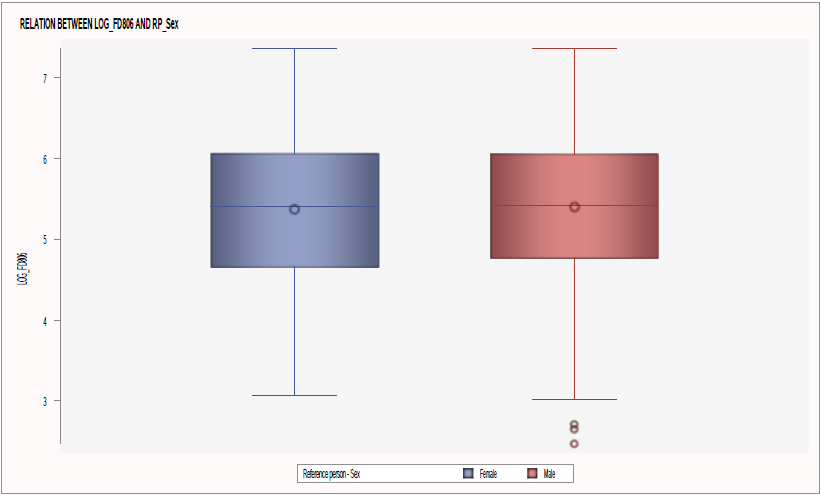 RELATION BETWEEN LOG_FD806 AND RP_Sex
7
6
5
4
3
LOG_FD806
Reference person - Sex Female Male